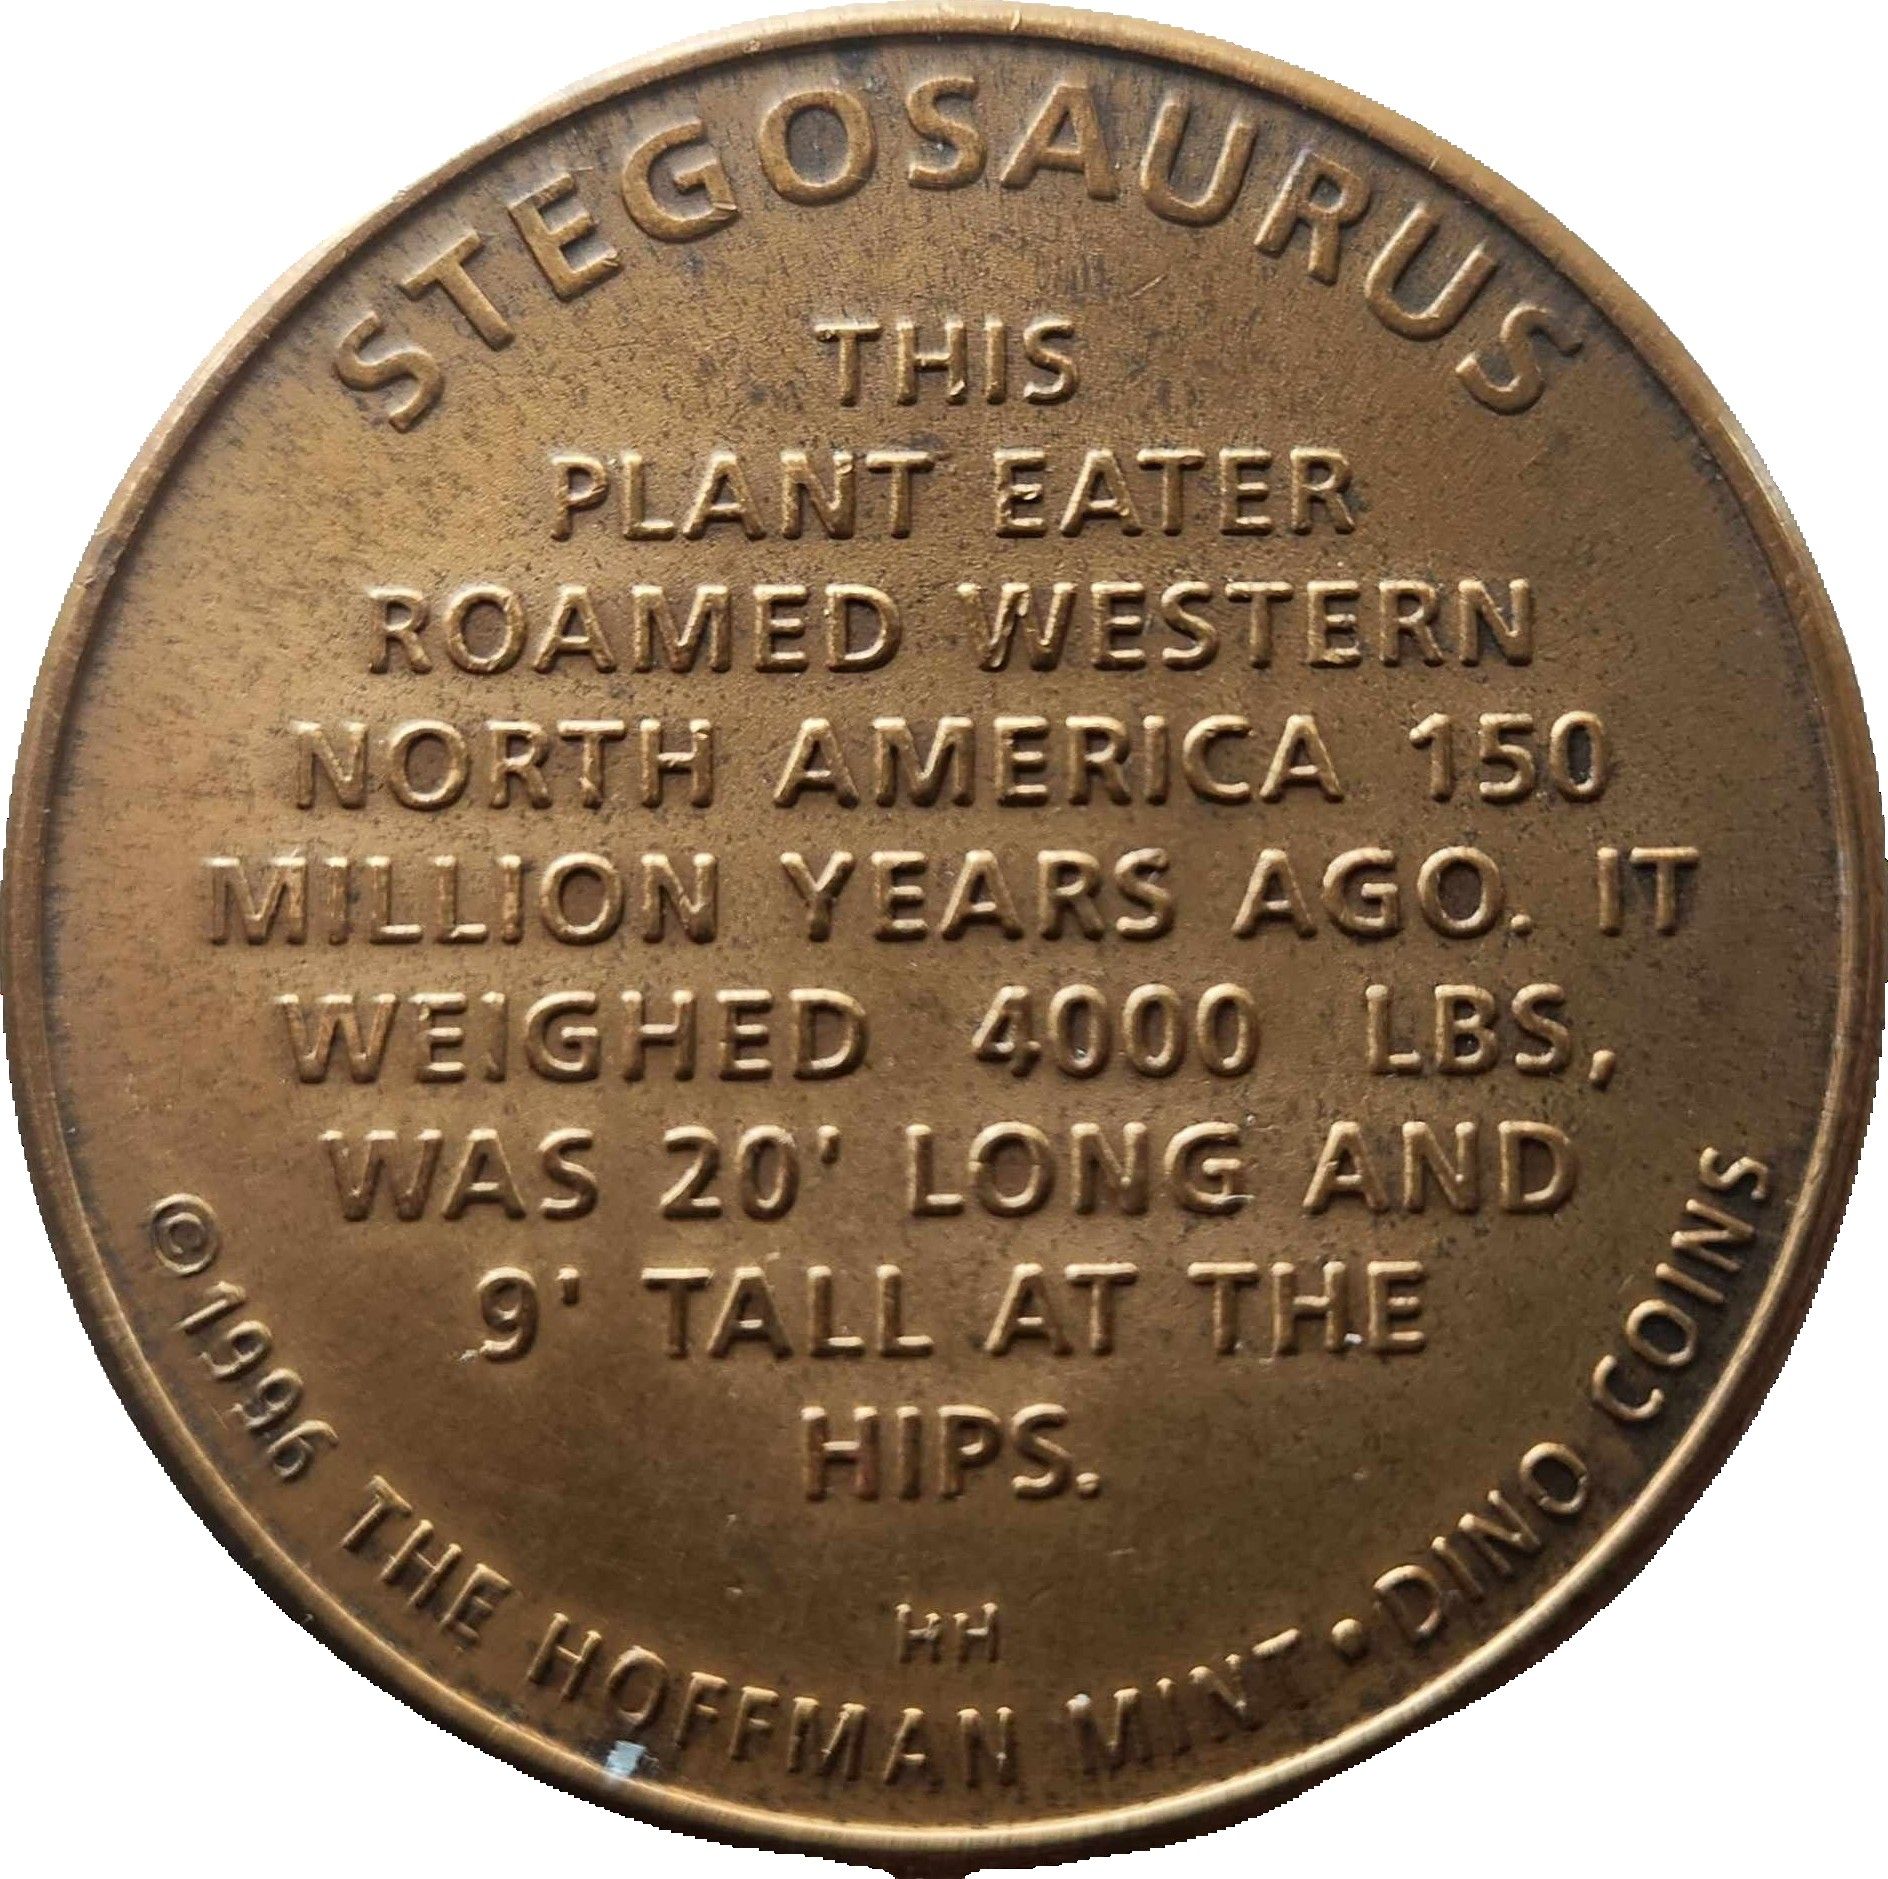 STEGOSAURUS
THIS
PLANT EATER
ROAMED WESTERN
NORTH AMERICA 150
MILLION YEARS AGO. IT
WEIGHED 4000 LBS,
WAS 20' LONG AND
9' TALL AT THE
HIPS.
HH
©1996 THE HOFFMAN MINT • DINO COINS